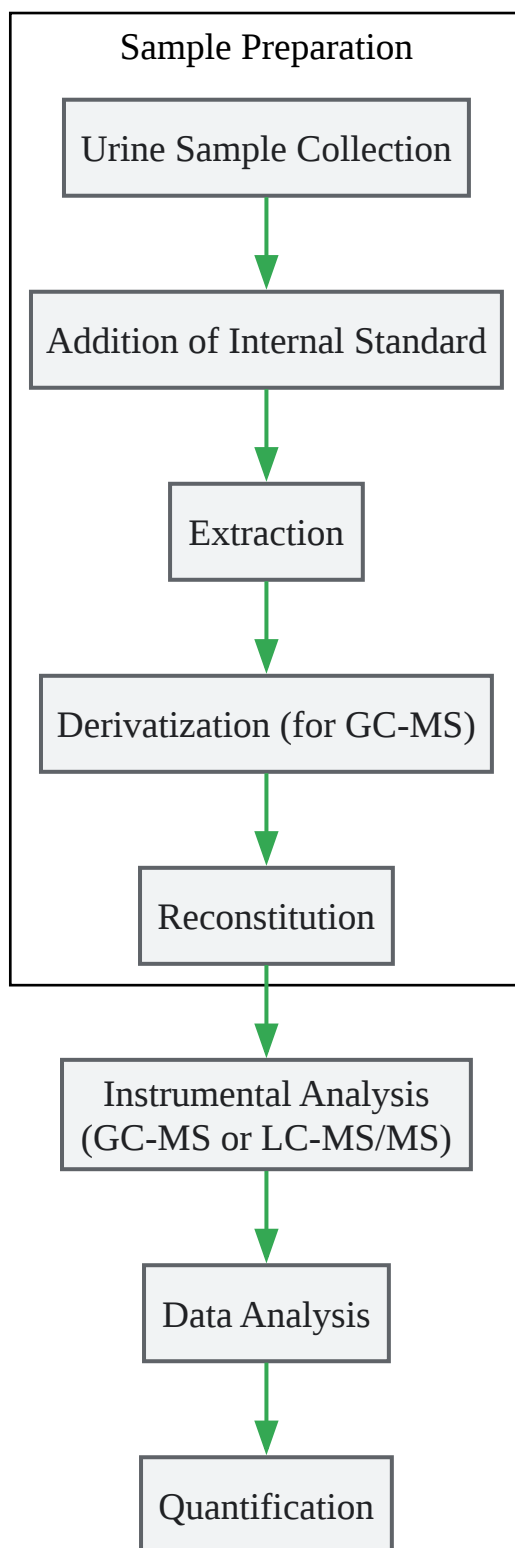 Sample Preparation
Urine Sample Collection
Addition of Internal Standard
Extraction
Derivatization (for GC-MS)
Reconstitution
Instrumental Analysis
(GC-MS or LC-MS/MS)
Data Analysis
Quantification